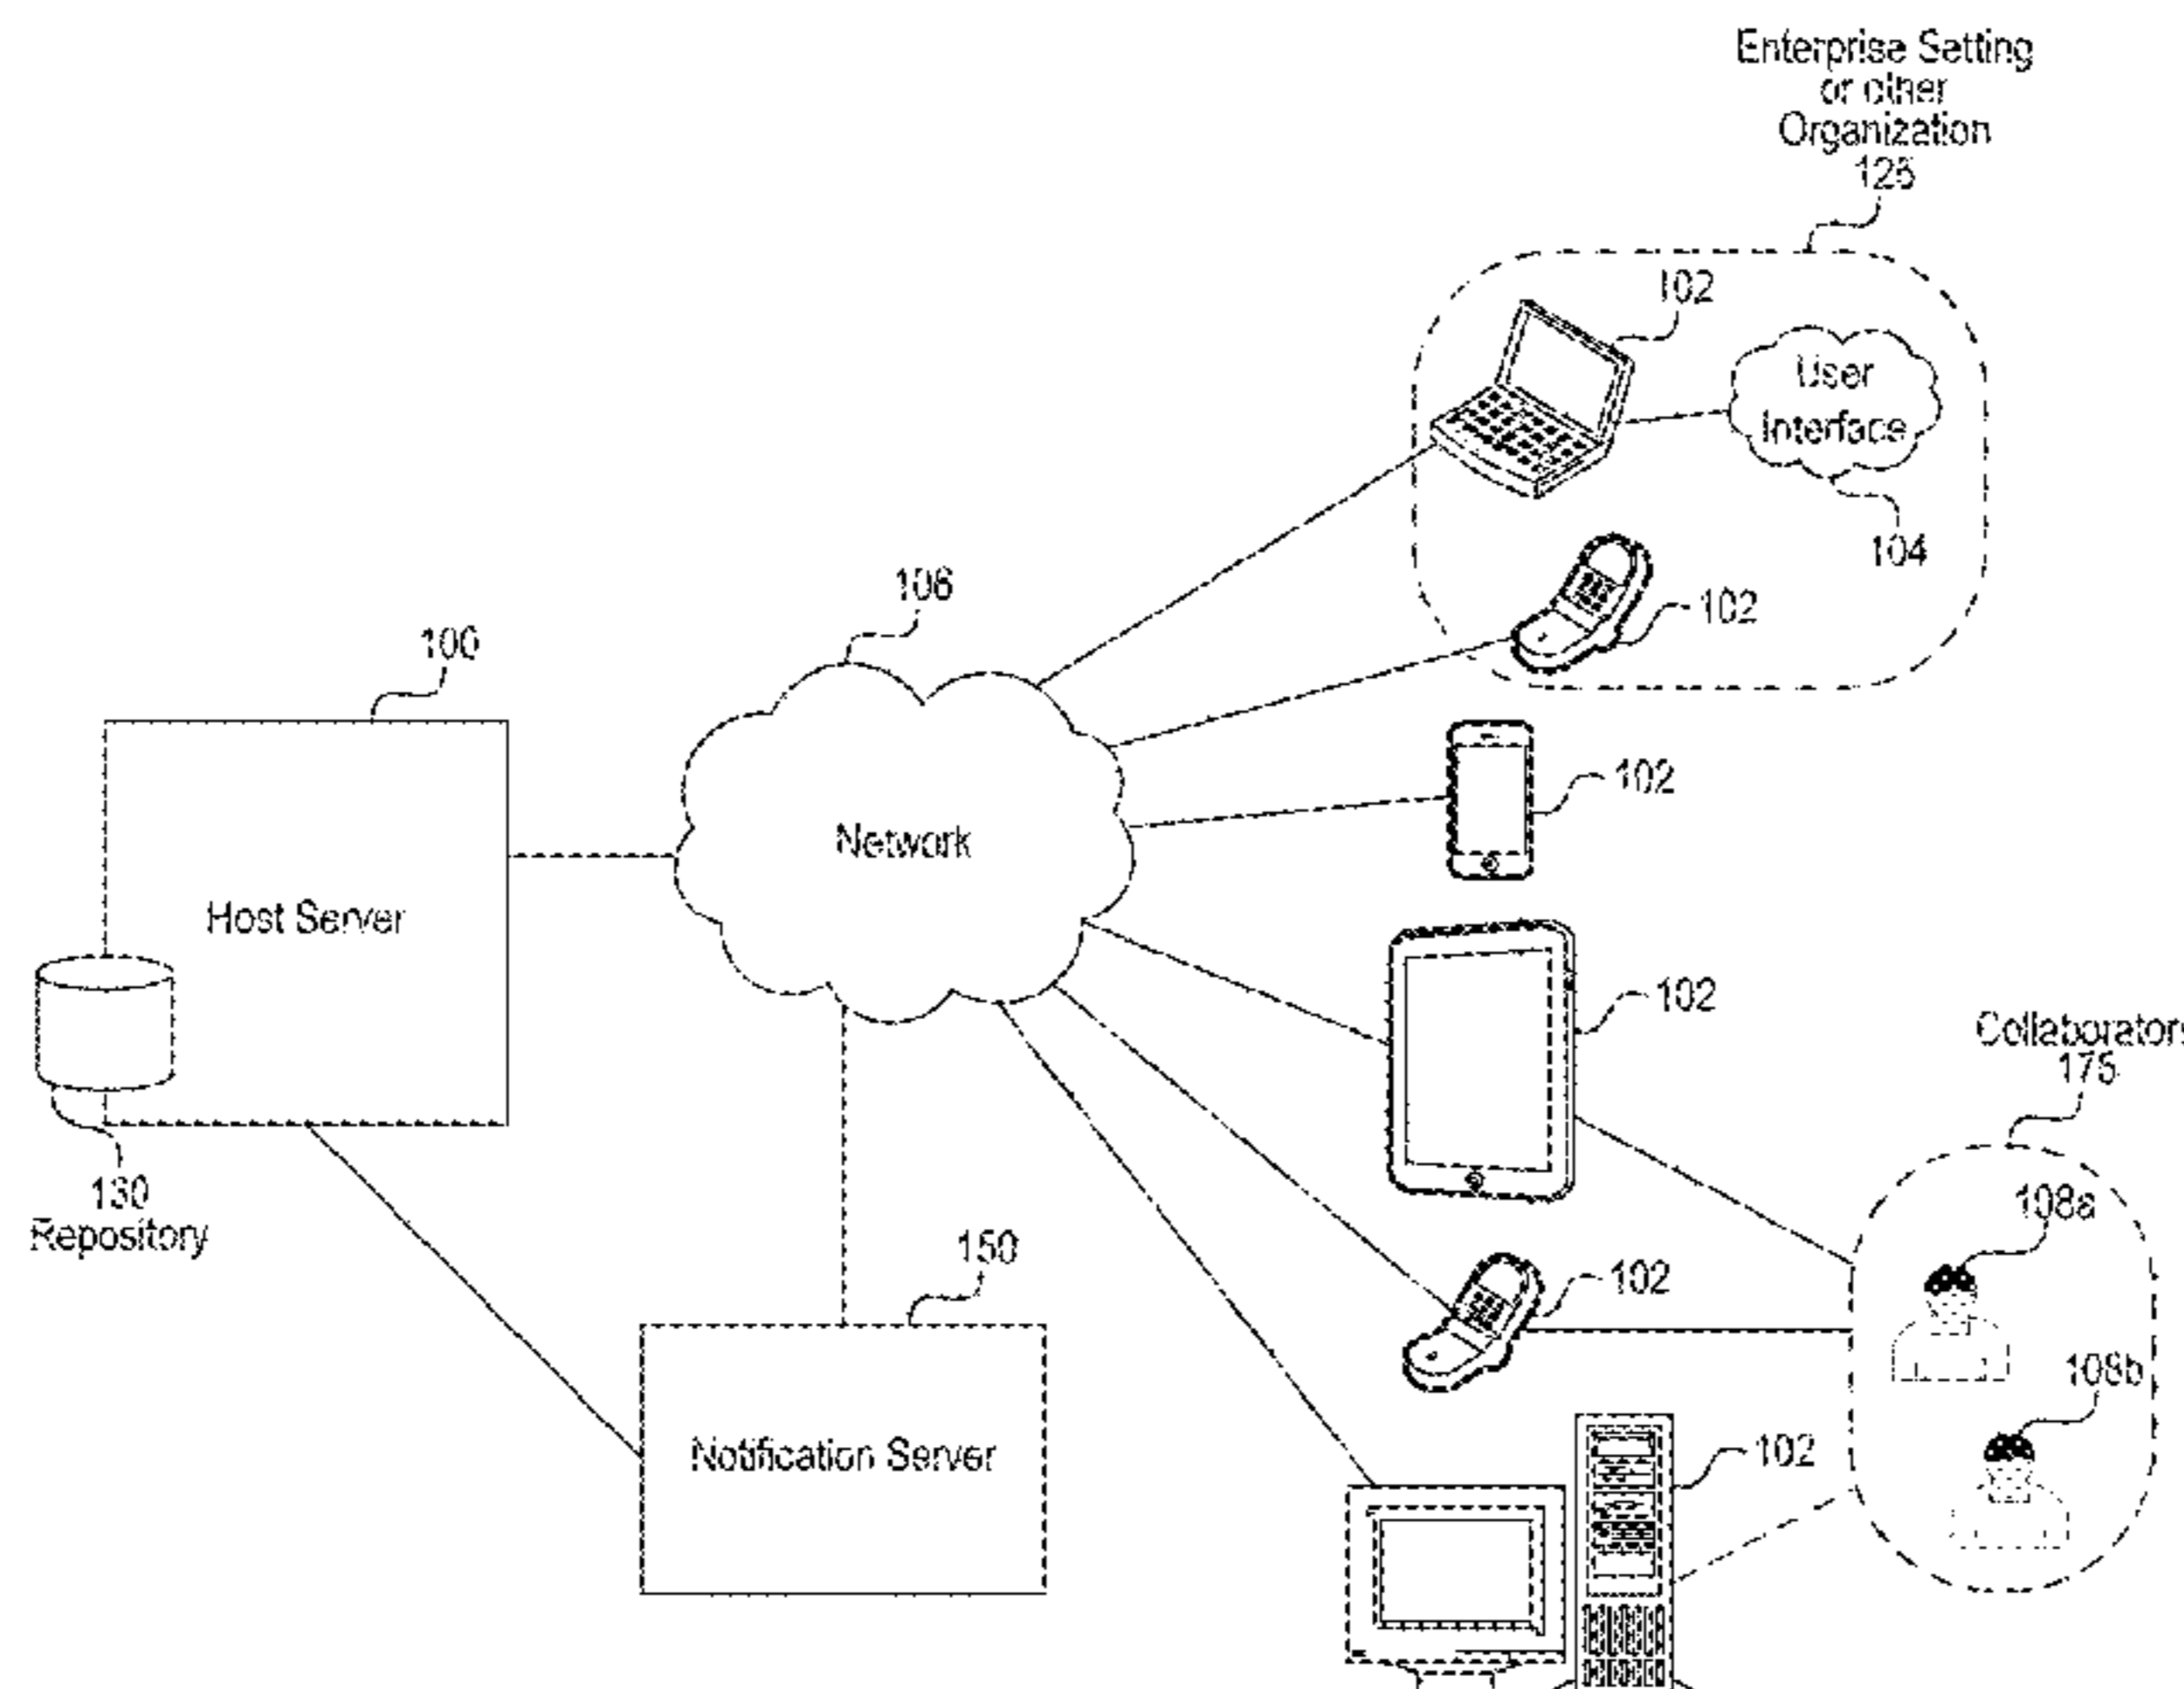 Enterprise Setting
or other
Organization
125
102
User
Interface
104
102
106
100
102
Network
Host Server
102
Collaborators
175
108a
130
Repository
150
102
108b
Notification Server
102